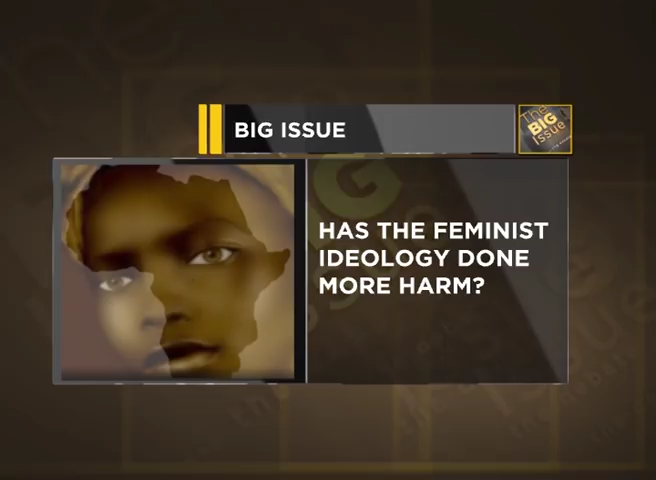 BIG ISSUE
The
BIG
Issue
HAS THE FEMINIST
IDEOLOGY DONE
MORE HARM?